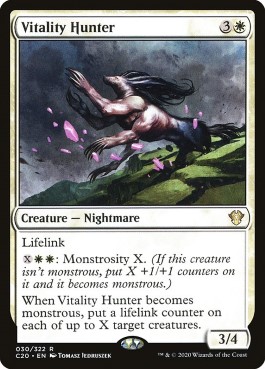 Vitality Hunter 3
Creature — Nightmare
Lifelink
X: Monstrosity X. (If this creature
isn't monstrous, put X +1/+1 counters
on it and it becomes monstrous.)
When Vitality Hunter becomes
monstrous, put a lifelink counter on
each of up to X target creatures.
3/4
030/322 R
C20 • EN TOMASZ JEDRUSZEK
™ & © 2020 Wizards of the Coast